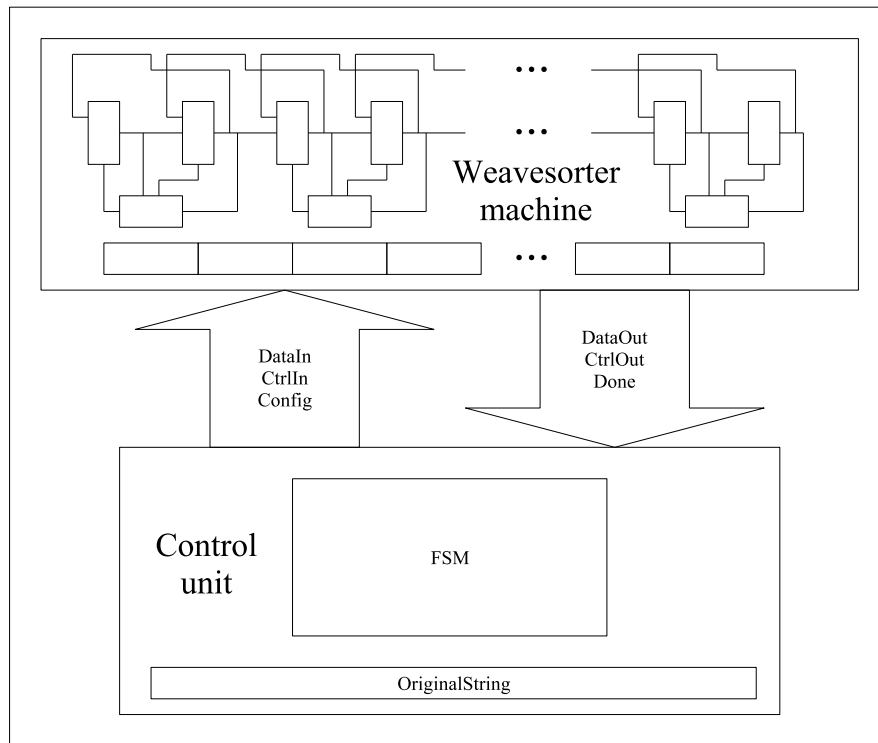 Weavesorter
machine
DataIn
CtrlIn
Config
DataOut
CtrlOut
Done
Control
unit
FSM
OriginalString